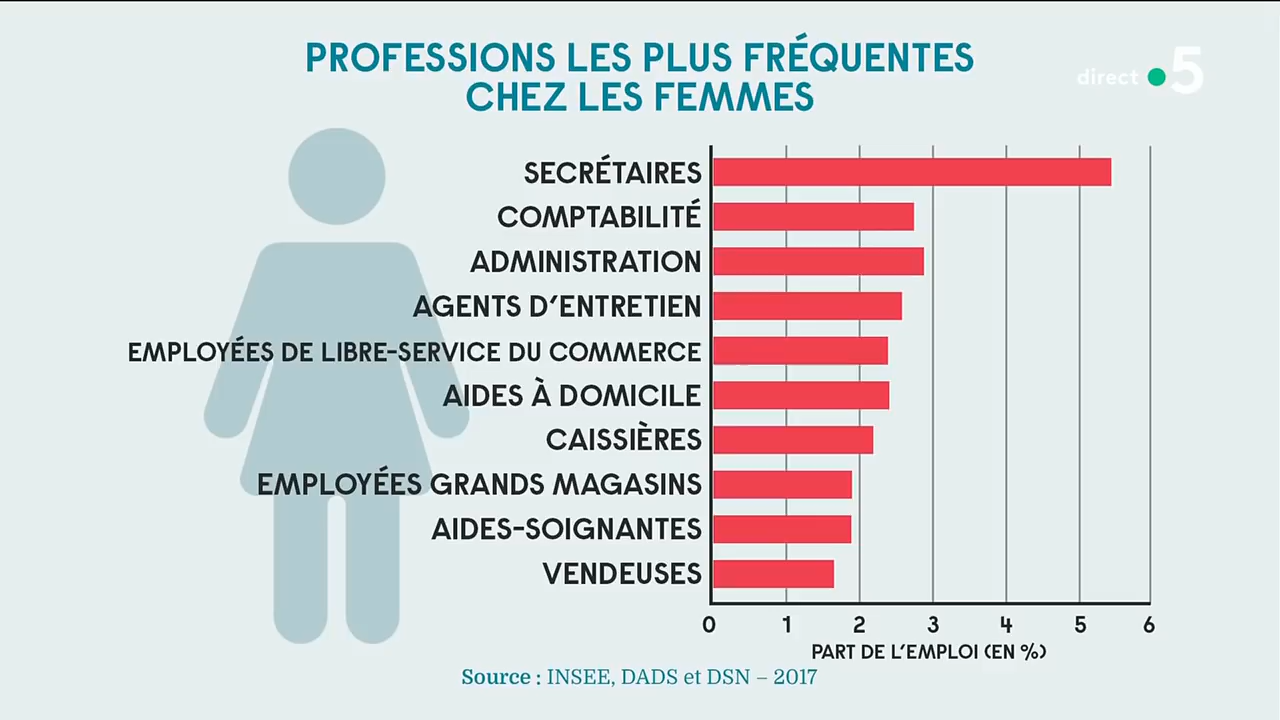 PROFESSIONS LES PLUS FRÉQUENTES
CHEZ LES FEMMES
direct 5
SECRÉTAIRES
COMPTABILITÉ
ADMINISTRATION
AGENTS D'ENTRETIEN
EMPLOYÉES DE LIBRE-SERVICE DU COMMERCE
AIDES À DOMICILE
CAISSIÈRES
EMPLOYÉES GRANDS MAGASINS
AIDES-SOIGNANTES
VENDEUSES
0 1 2 3 4 5 6
PART DE L'EMPLOI (EN %)
Source : INSEE, DADS et DSN – 2017